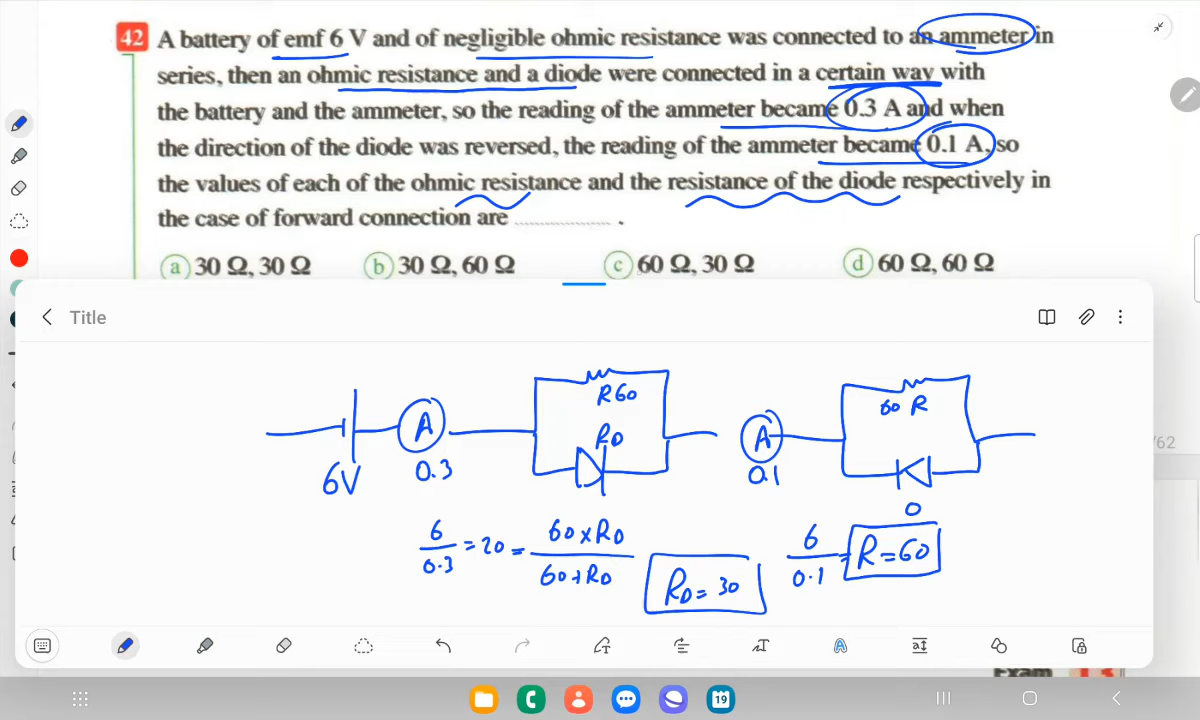 42 A battery of emf 6 V and of negligible ohmic resistance was connected to an ammeter in
series, then an ohmic resistance and a diode were connected in a certain way with
the battery and the ammeter, so the reading of the ammeter became 0.3 A and when
the direction of the diode was reversed, the reading of the ammeter became 0.1 A, so
the values of each of the ohmic resistance and the resistance of the diode respectively in
the case of forward connection are ............... .
a 30 Ω, 30 Ω b 30 Ω, 60 Ω c 60 Ω, 30 Ω d 60 Ω, 60 Ω
Title
R60
60 R
A
RD
A
6V
0.3
0.1
0
6/0.3 = 20 = 60xRD/60+RD
RD = 30
6/0.1 = R = 60
/62
Exam
19